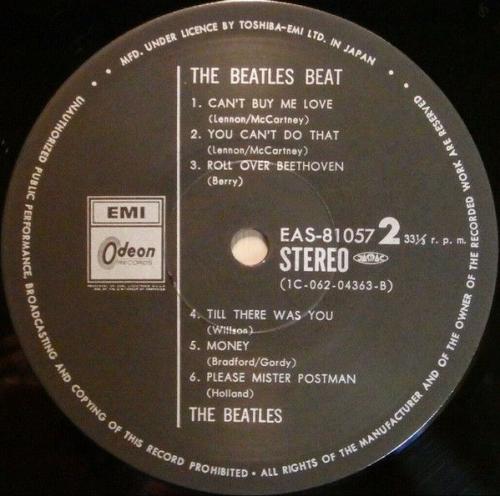 • MFD. UNDER LICENCE BY TOSHIBA-EMI LTD. IN JAPAN •
UNAUTHORIZED PUBLIC PERFORMANCE, BROADCASTING AND COPYING OF THIS RECORD PROHIBITED • ALL RIGHTS OF THE MANUFACTURER AND OF THE OWNER OF THE RECORDED WORK ARE RESERVED
THE BEATLES BEAT
1. CAN'T BUY ME LOVE
(Lennon/McCartney)
2. YOU CAN'T DO THAT
(Lennon/McCartney)
3. ROLL OVER BEETHOVEN
(Berry)
EMI
Odeon
RECORDS
EAS-81057 2 33⅓ r. p. m.
STEREO
(1C-062-04363-B)
4. TILL THERE WAS YOU
(Willson)
5. MONEY
(Bradford/Gordy)
6. PLEASE MISTER POSTMAN
(Holland)
THE BEATLES